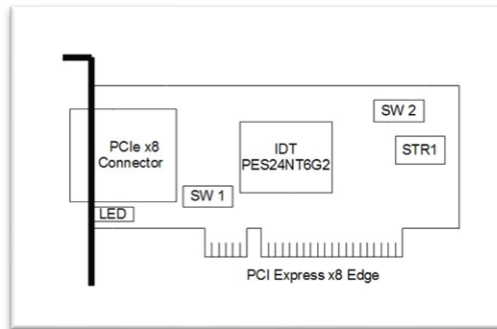 SW 2
PCIe x8
Connector
IDT
PES24NT6G2
STR1
SW 1
LED
PCI Express x8 Edge